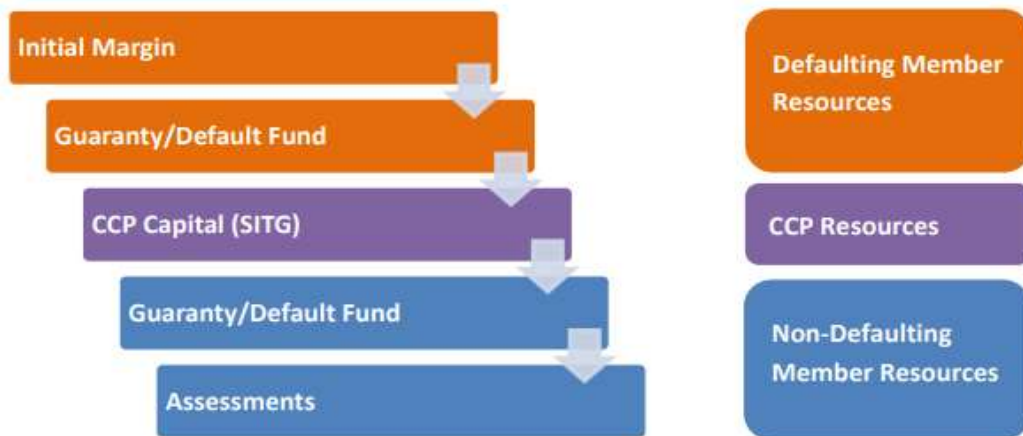 Initial Margin
Guaranty/Default Fund
CCP Capital (SITG)
Guaranty/Default Fund
Assessments
Defaulting Member
Resources
CCP Resources
Non-Defaulting
Member Resources